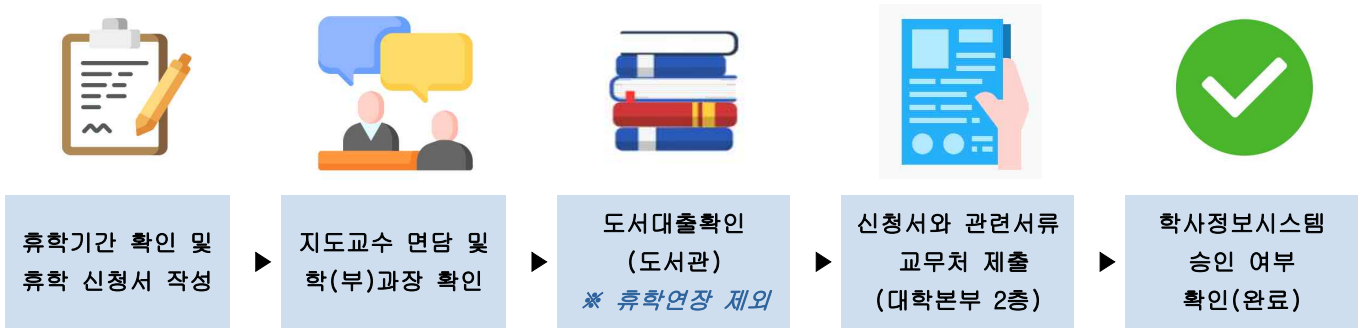 휴학기간 확인 및
휴학 신청서 작성
▶
지도교수 면담 및
학(부)과장 확인
▶
도서대출확인
(도서관)
※ 휴학연장 제외
▶
신청서와 관련서류
교무처 제출
(대학본부 2층)
▶
학사정보시스템
승인 여부
확인(완료)